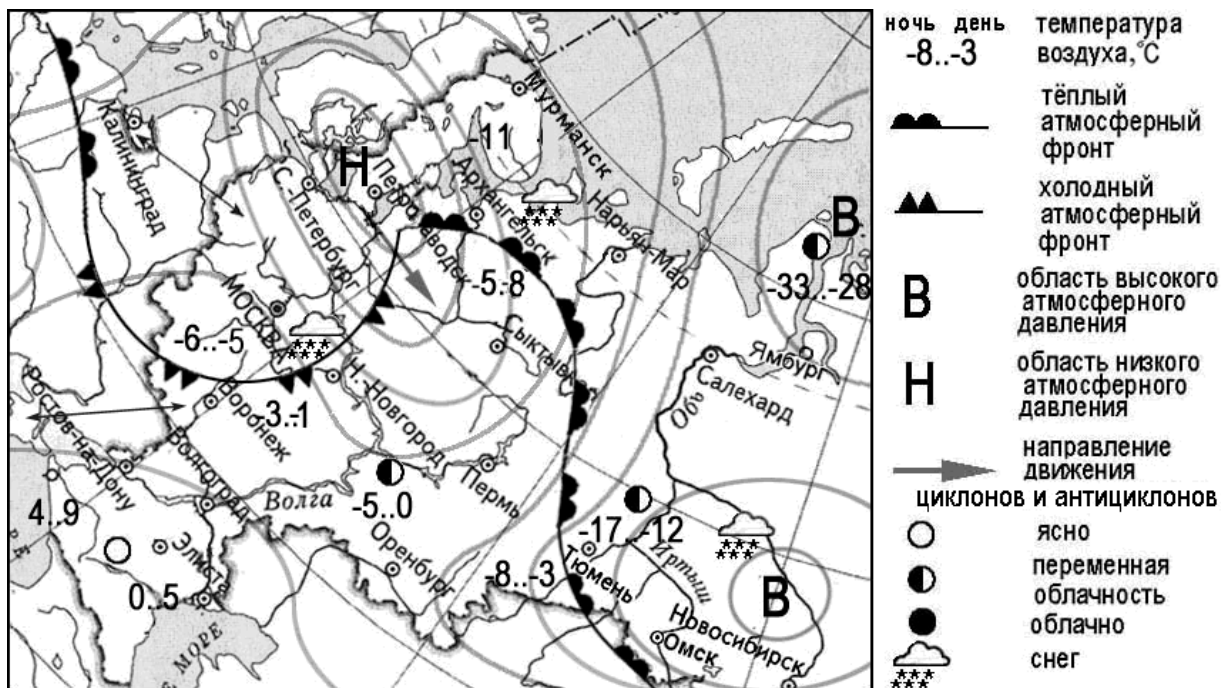 Калининград
С.-Петербург
Н
Петрозаводск
-11
Мурманск
Архангельск
Нарьян-Мар
В
-33..-28
-5..-8
МОСКВА
-6..-5
Сыктывкар
Ямбург
Салехард
Обь
Ростов-на-Дону
Воронеж
-3..-1
Н.-Новгород
Волгоград
Волга
-5..0
Пермь
4..9
Элиста
0..5
Оренбург
-8..-3
-17..-12
Тюмень
Иртыш
В
Новосибирск
Омск
МОРЕ
ночь день
-8..-3
температура
воздуха,°С
тёплый
атмосферный
фронт
холодный
атмосферный
фронт
В
область высокого
атмосферного
давления
Н
область низкого
атмосферного
давления
направление
движения
циклонов и антициклонов
ясно
переменная
облачность
облачно
снег